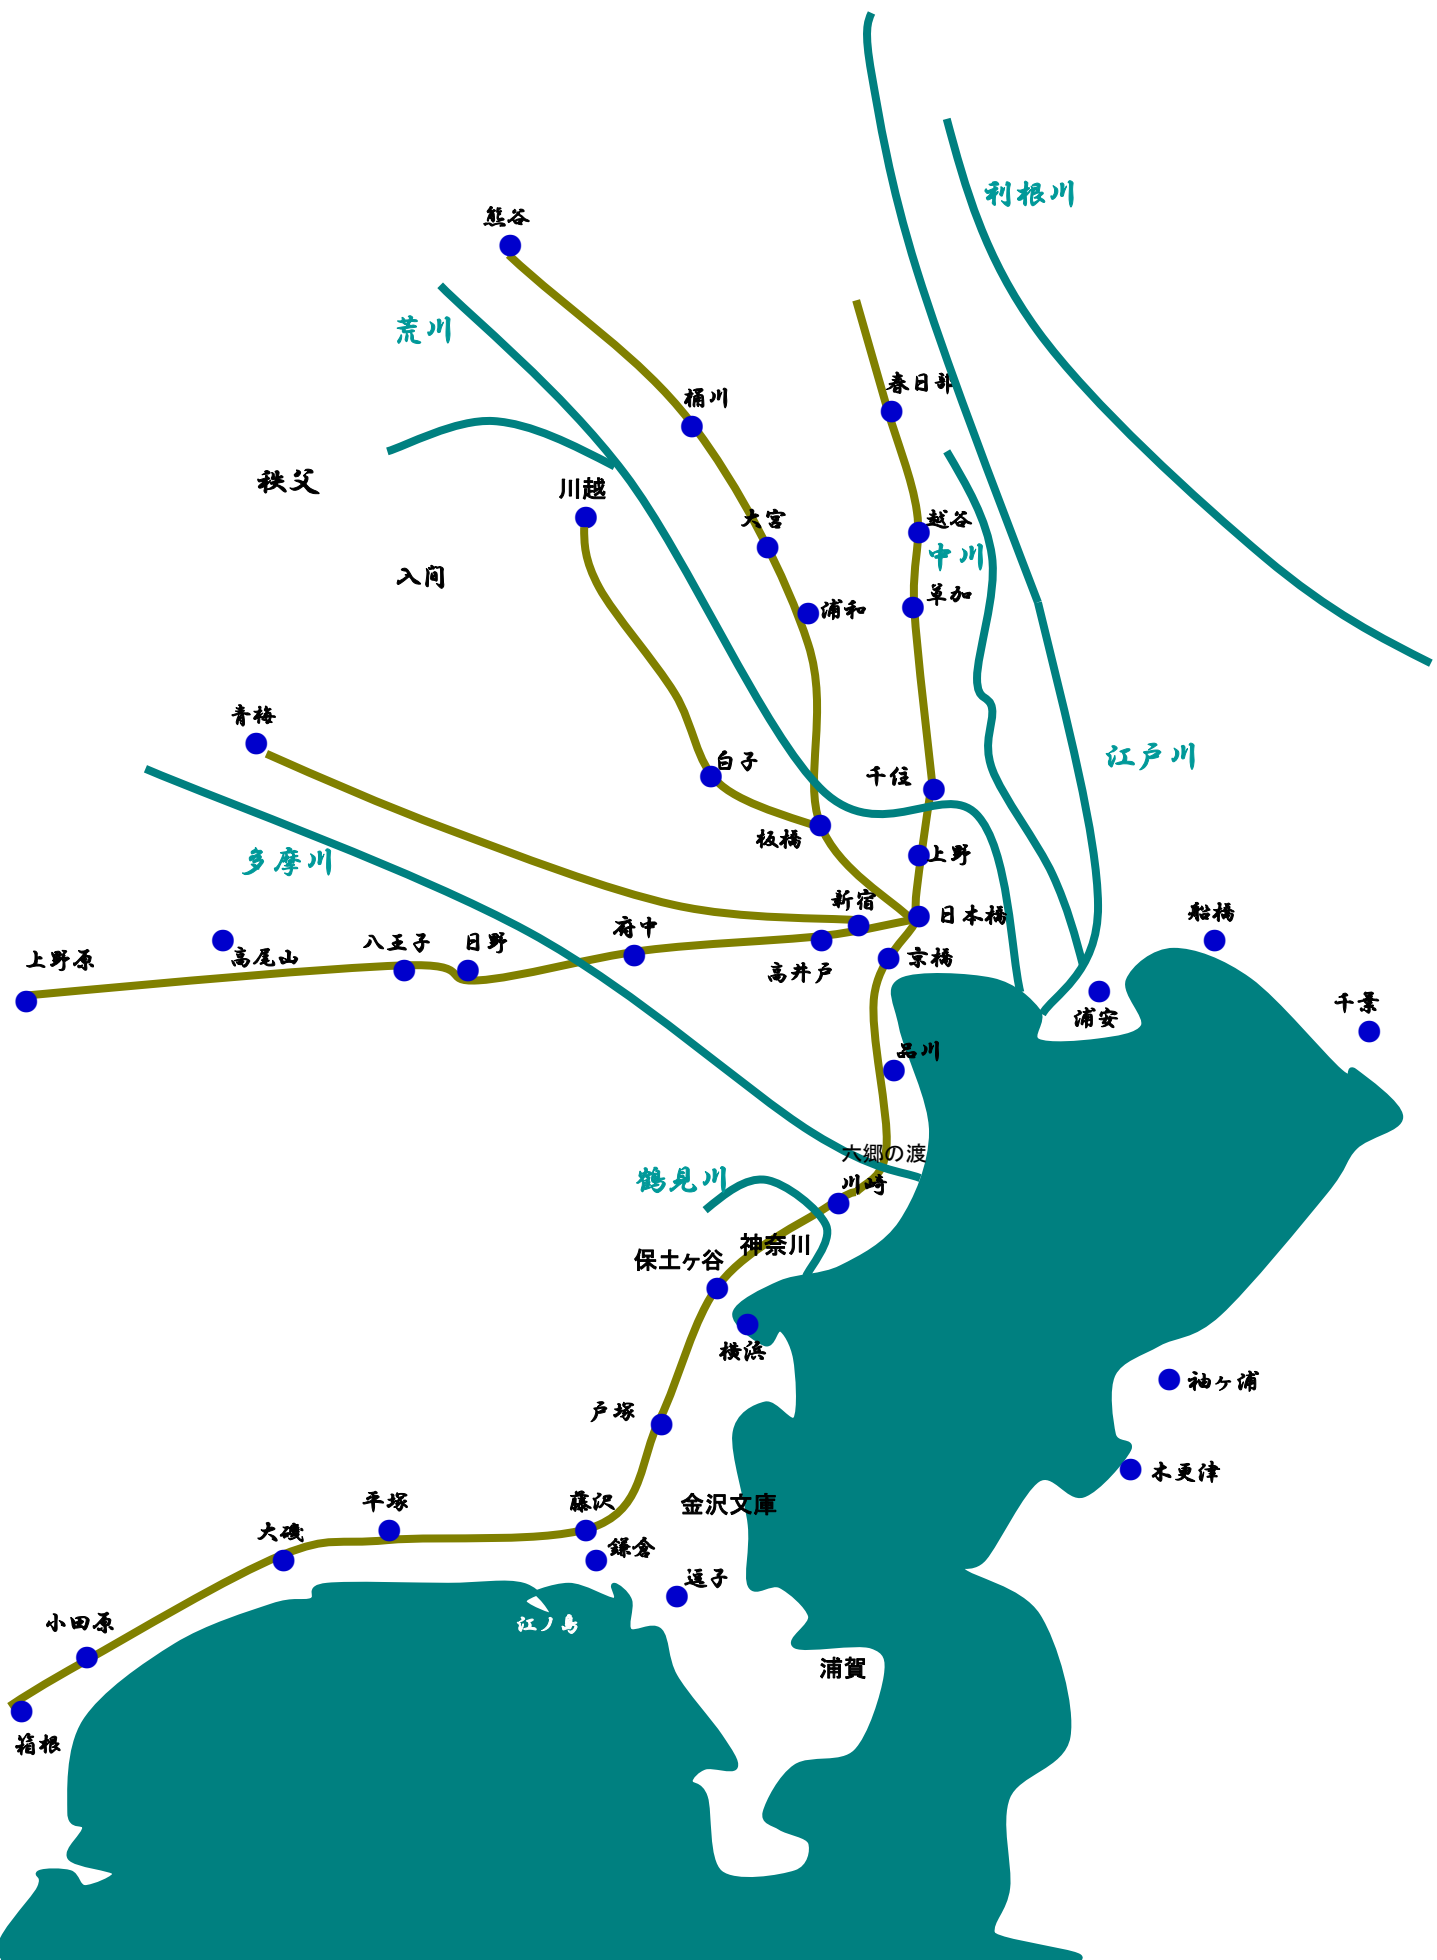 利根川
熊谷
荒川
桶川
春日部
秩父
川越
大宮
越谷
中川
入间
草加
浦和
青梅
江戸川
白子
千住
板橋
多摩川
上野
新宿
日本橋
船橋
府中
八王子
日野
高尾山
上野原
高井戸
京橋
千葉
浦安
品川
六郷の渡
鶴見川
川崎
神奈川
保土ヶ谷
横浜
袖ヶ浦
戸塚
木更津
平塚
藤沢
金沢文庫
大磯
鎌倉
逗子
小田原
江ノ島
浦賀
箱根